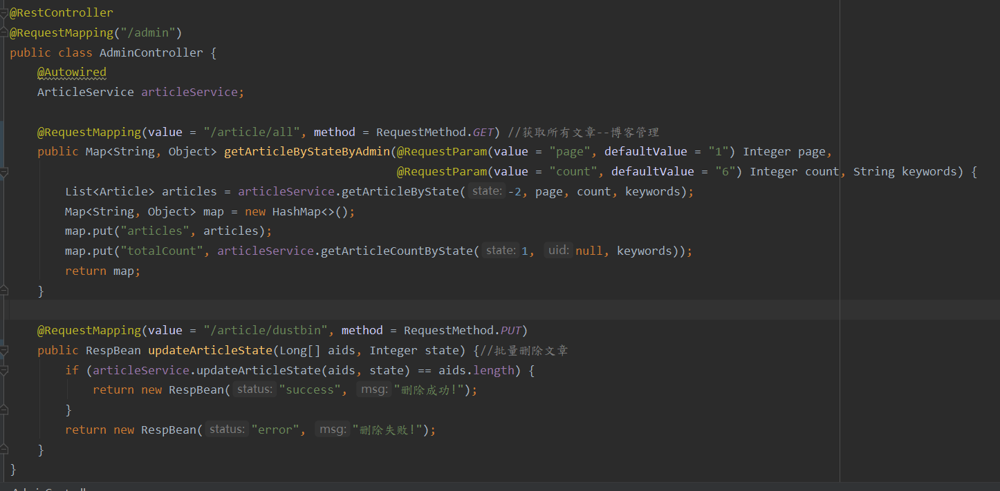 @RestController
@RequestMapping("/admin")
public class AdminController {
    @Autowired
    ArticleService articleService;

    @RequestMapping(value = "/article/all", method = RequestMethod.GET) //获取所有文章--博客管理
    public Map<String, Object> getArticleByStateByAdmin(@RequestParam(value = "page", defaultValue = "1") Integer page,
                                                        @RequestParam(value = "count", defaultValue = "6") Integer count, String keywords) {
        List<Article> articles = articleService.getArticleByState( state: -2, page, count, keywords);
        Map<String, Object> map = new HashMap<>();
        map.put("articles", articles);
        map.put("totalCount", articleService.getArticleCountByState( state: 1, uid: null, keywords));
        return map;
    }

    @RequestMapping(value = "/article/dustbin", method = RequestMethod.PUT)
    public RespBean updateArticleState(Long[] aids, Integer state) {//批量删除文章
        if (articleService.updateArticleState(aids, state) == aids.length) {
            return new RespBean( status: "success", msg: "删除成功!");
        }
        return new RespBean( status: "error", msg: "删除失败!");
    }
}